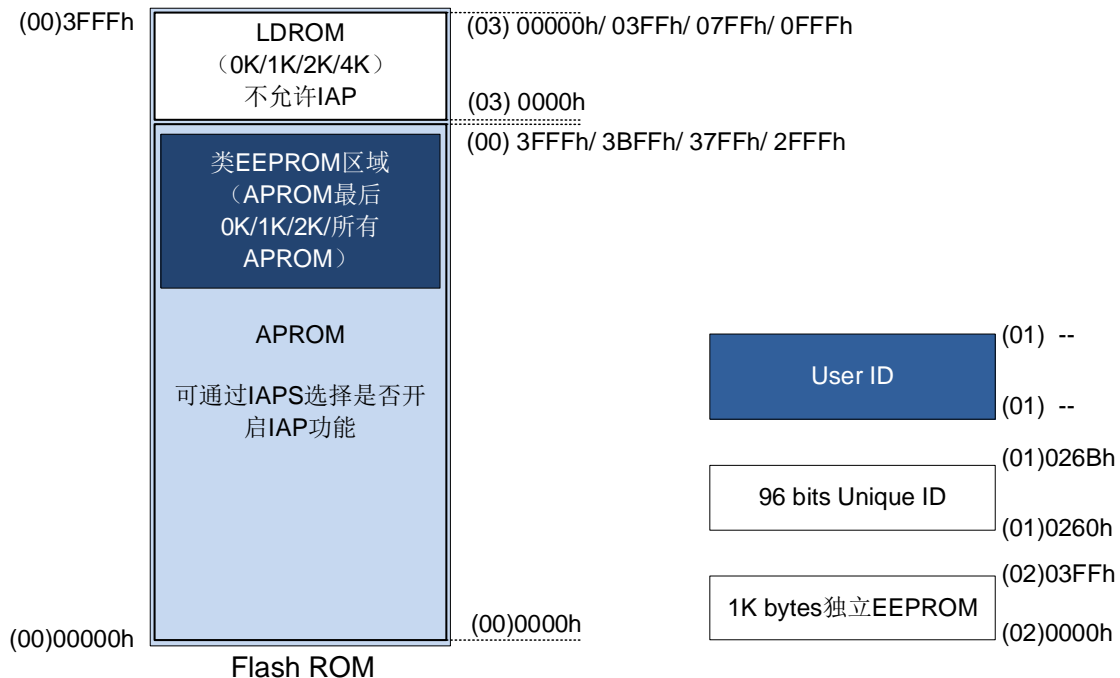 (00)3FFFh
LDROM
（0K/1K/2K/4K）
不允许IAP
(03) 00000h/ 03FFh/ 07FFh/ 0FFFh
(03) 0000h
(00) 3FFFh/ 3BFFh/ 37FFh/ 2FFFh
类EEPROM区域
（APROM最后
0K/1K/2K/所有
APROM）
APROM
可通过IAPS选择是否开
启IAP功能
(00)00000h
(00)0000h
Flash ROM
User ID
(01) --
(01) --
96 bits Unique ID
(01)026Bh
(01)0260h
1K bytes独立EEPROM
(02)03FFh
(02)0000h